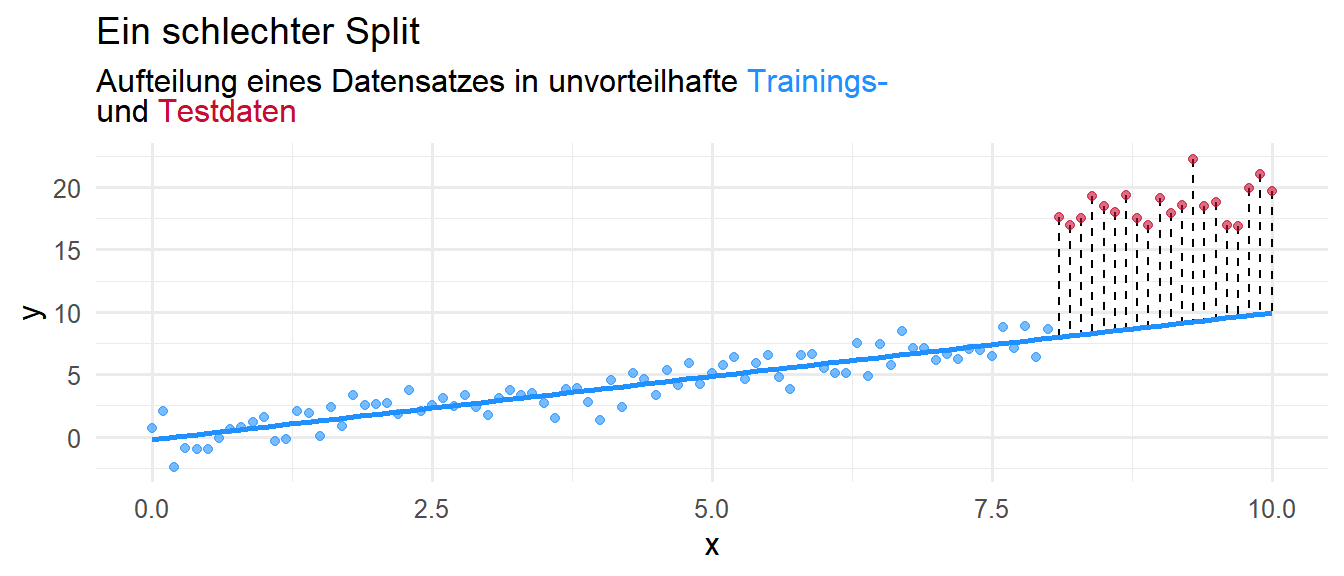 Ein schlechter Split
Aufteilung eines Datensatzes in unvorteilhafte Trainings-
und Testdaten
20
15
10
5
0
y
0.0 2.5 5.0 7.5 10.0
x